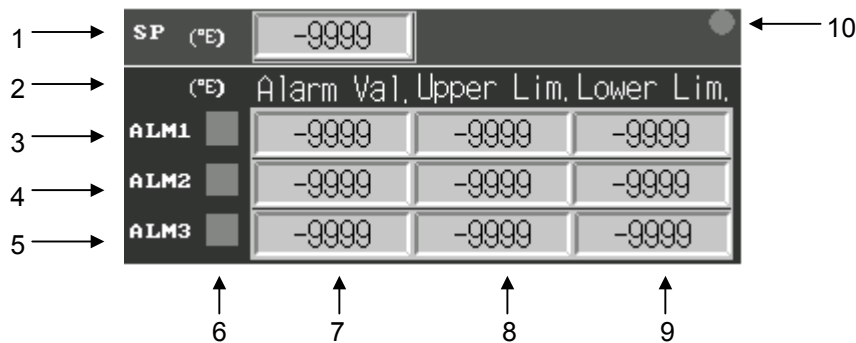 1 SP (°E) -9999 10
2 (°E) Alarm Val. Upper Lim. Lower Lim.
3 ALM1 -9999 -9999 -9999
4 ALM2 -9999 -9999 -9999
5 ALM3 -9999 -9999 -9999
6 7 8 9